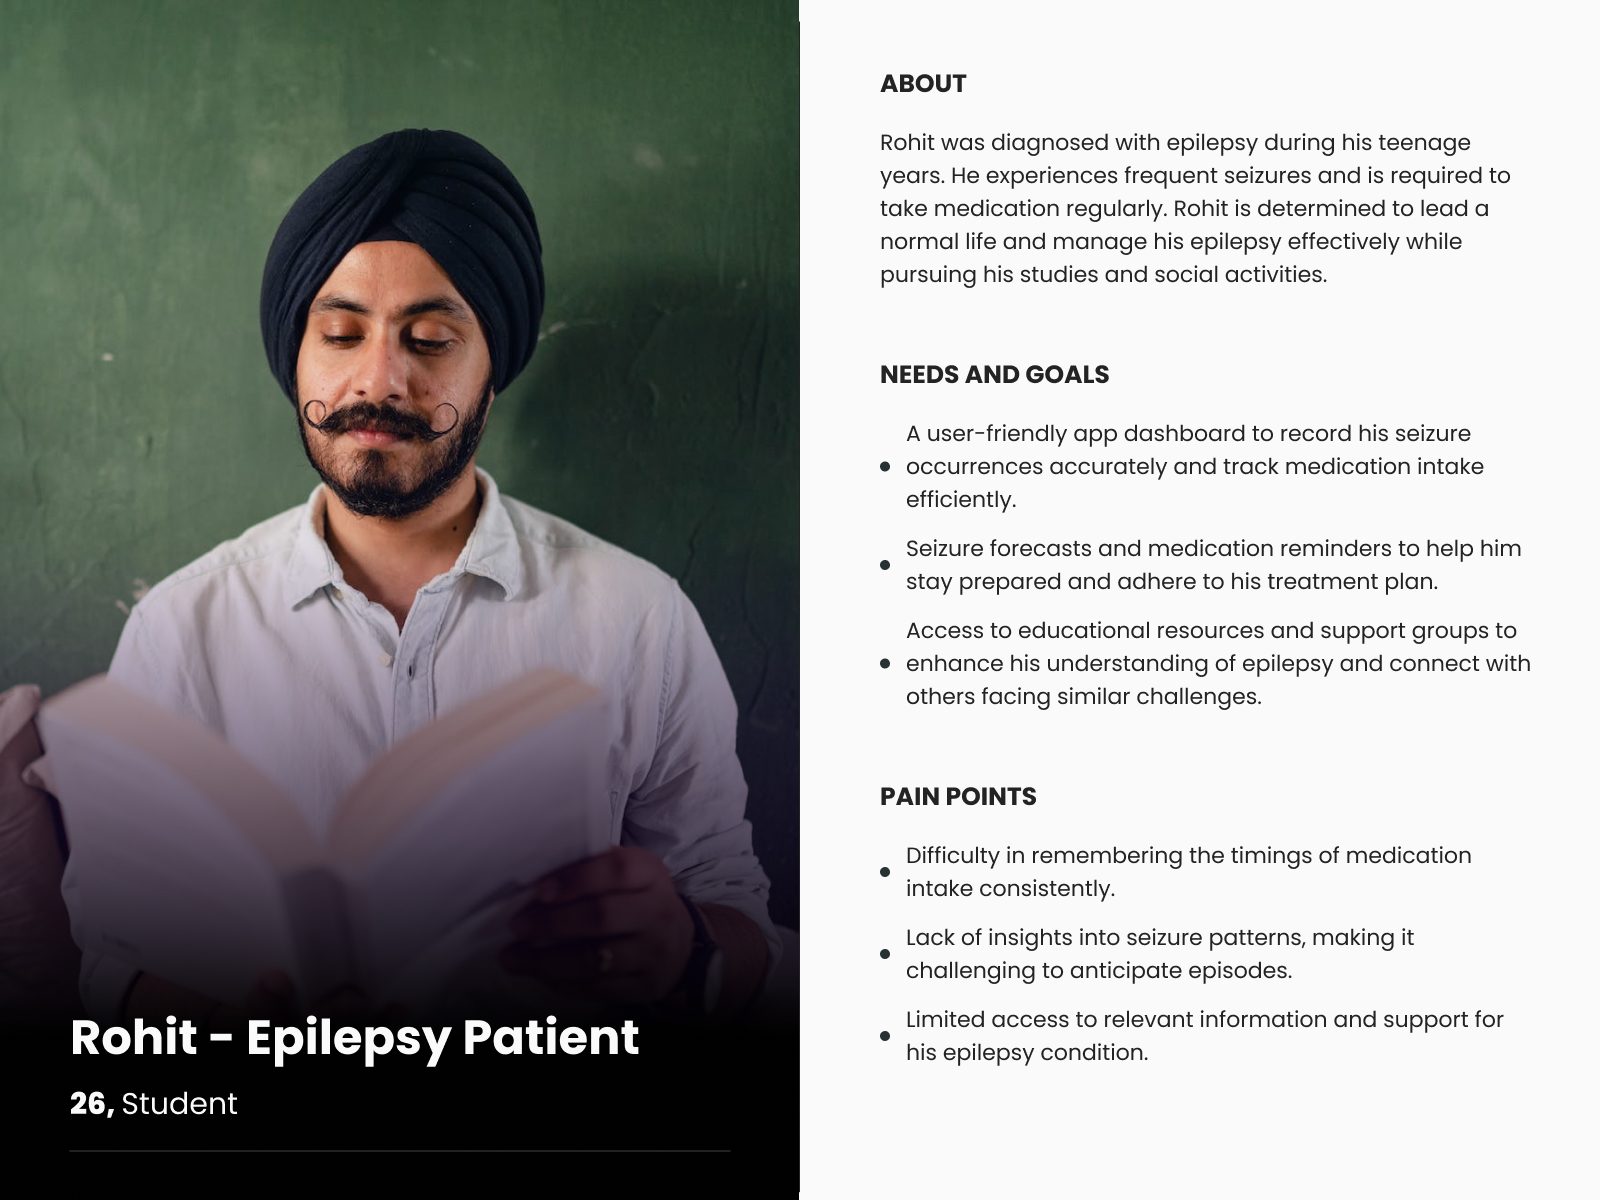 ABOUT
Rohit was diagnosed with epilepsy during his teenage
years. He experiences frequent seizures and is required to
take medication regularly. Rohit is determined to lead a
normal life and manage his epilepsy effectively while
pursuing his studies and social activities.
NEEDS AND GOALS
A user-friendly app dashboard to record his seizure
• occurrences accurately and track medication intake
efficiently.
• Seizure forecasts and medication reminders to help him
stay prepared and adhere to his treatment plan.
Access to educational resources and support groups to
• enhance his understanding of epilepsy and connect with
others facing similar challenges.
PAIN POINTS
• Difficulty in remembering the timings of medication
intake consistently.
• Lack of insights into seizure patterns, making it
challenging to anticipate episodes.
• Limited access to relevant information and support for
his epilepsy condition.
Rohit - Epilepsy Patient
26, Student